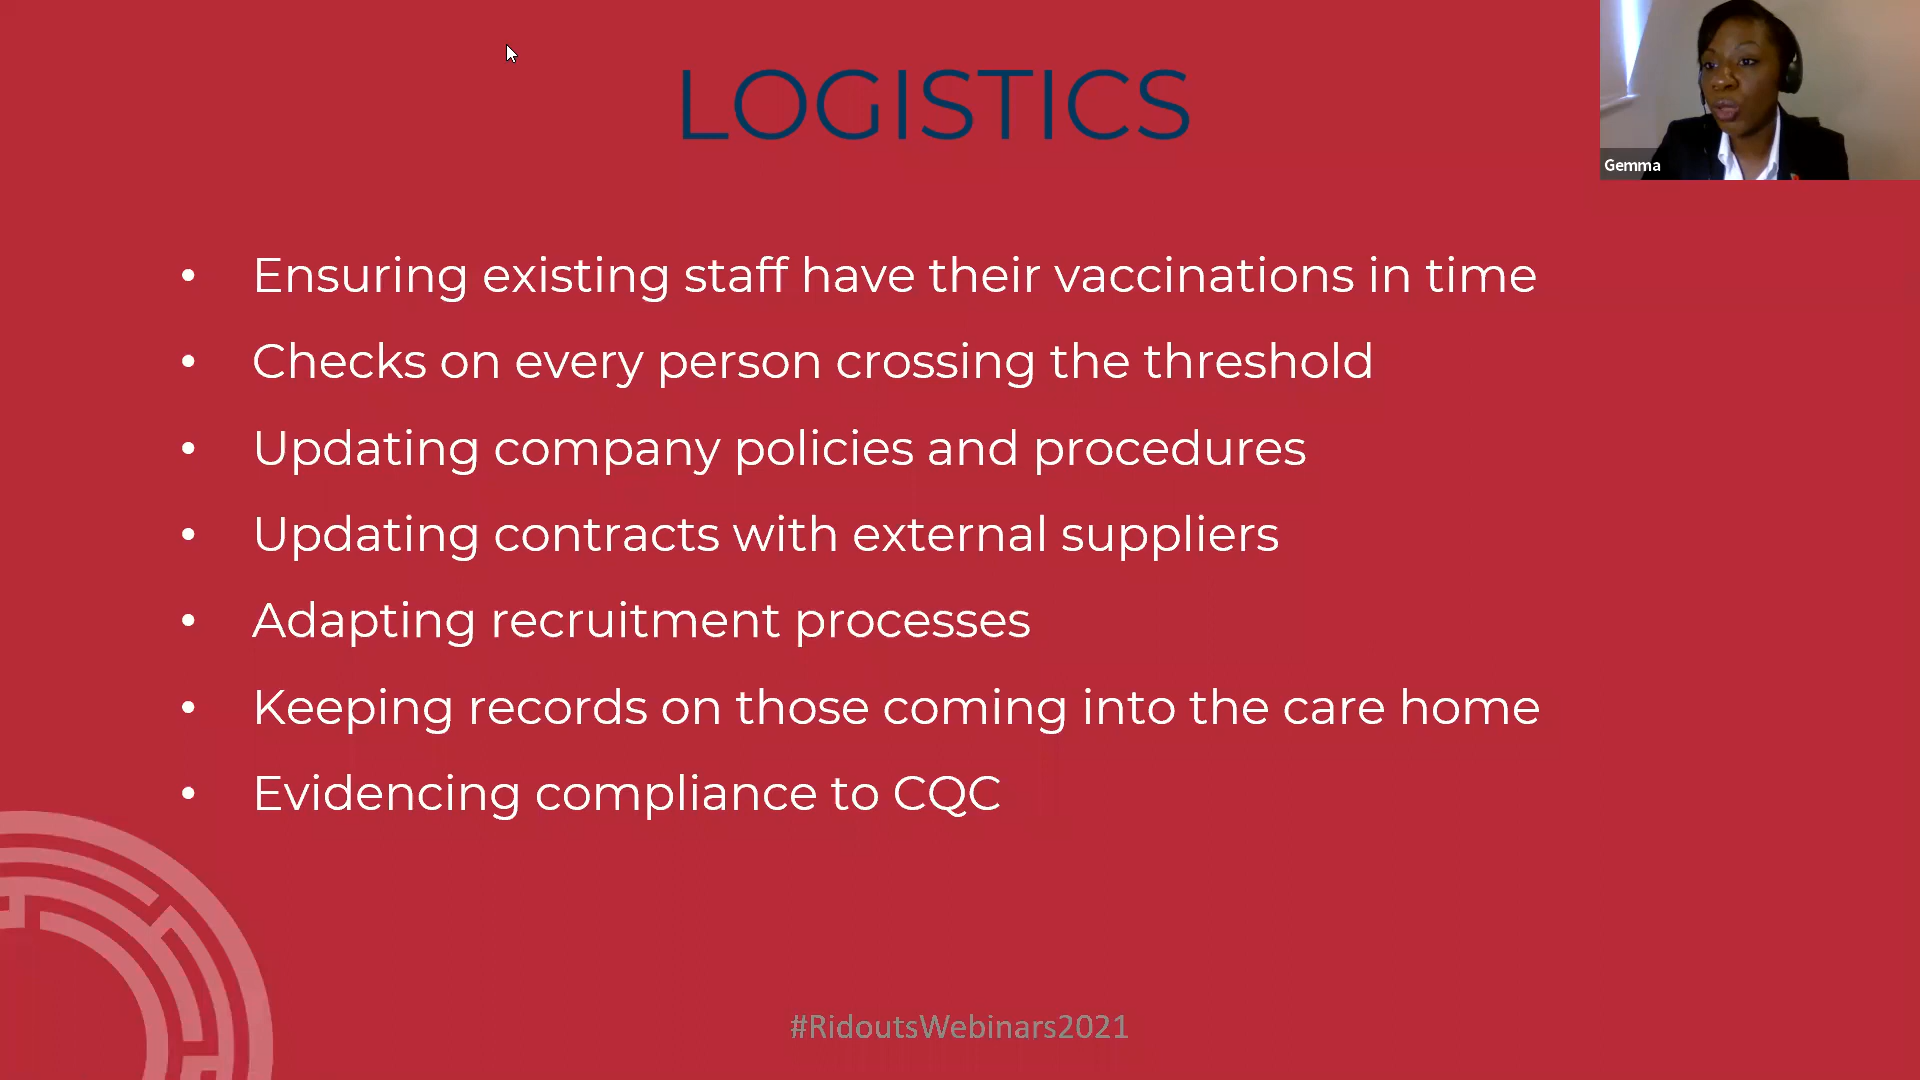 LOGISTICS
Gemma
• Ensuring existing staff have their vaccinations in time
• Checks on every person crossing the threshold
• Updating company policies and procedures
• Updating contracts with external suppliers
• Adapting recruitment processes
• Keeping records on those coming into the care home
• Evidencing compliance to CQC
#RidoutsWebinars2021